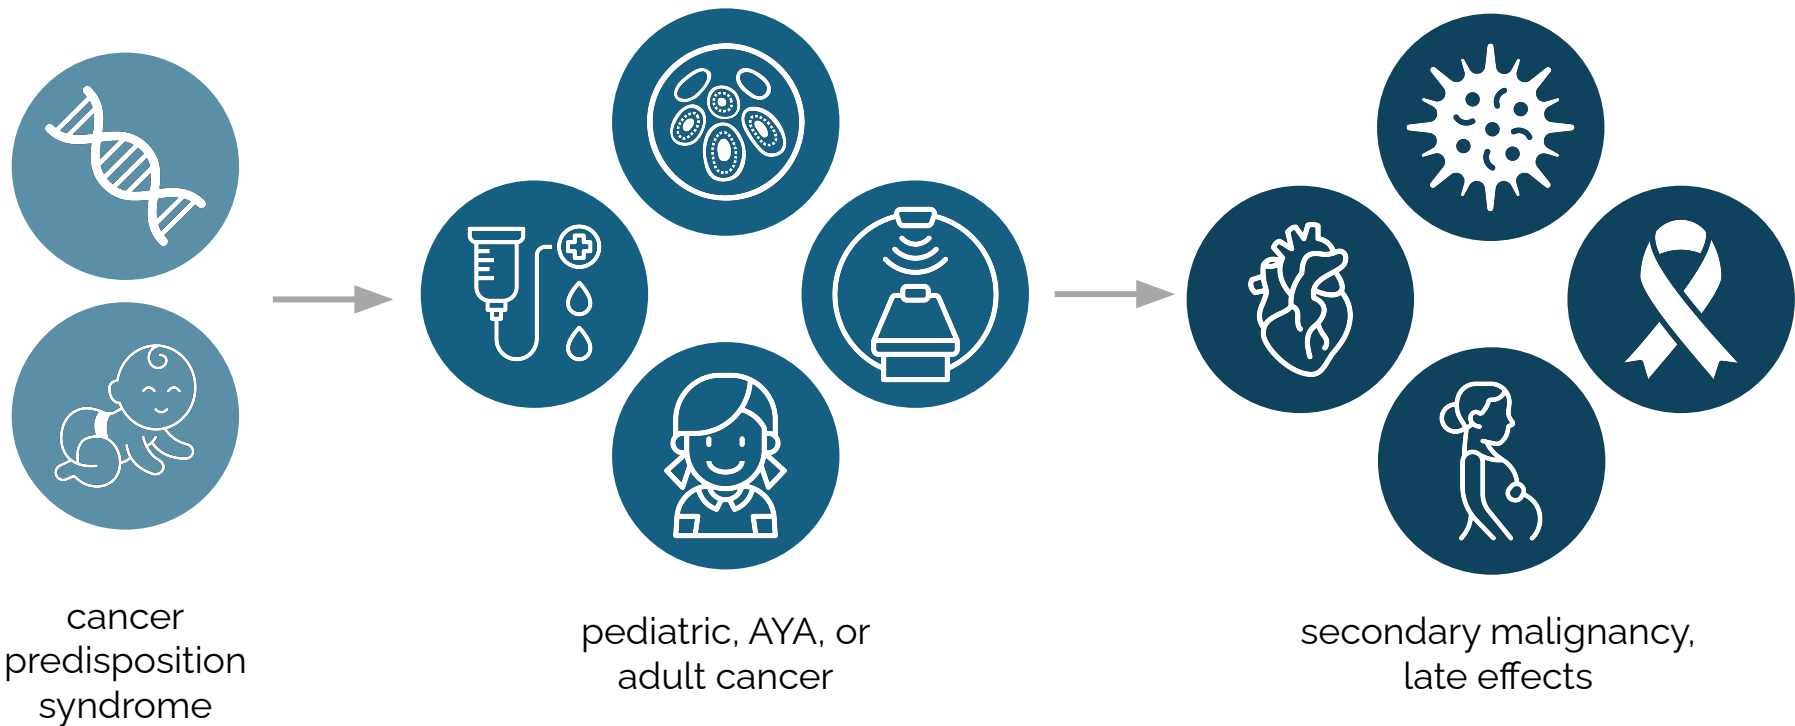 cancer
predisposition
syndrome
pediatric, AYA, or
adult cancer
secondary malignancy,
late effects